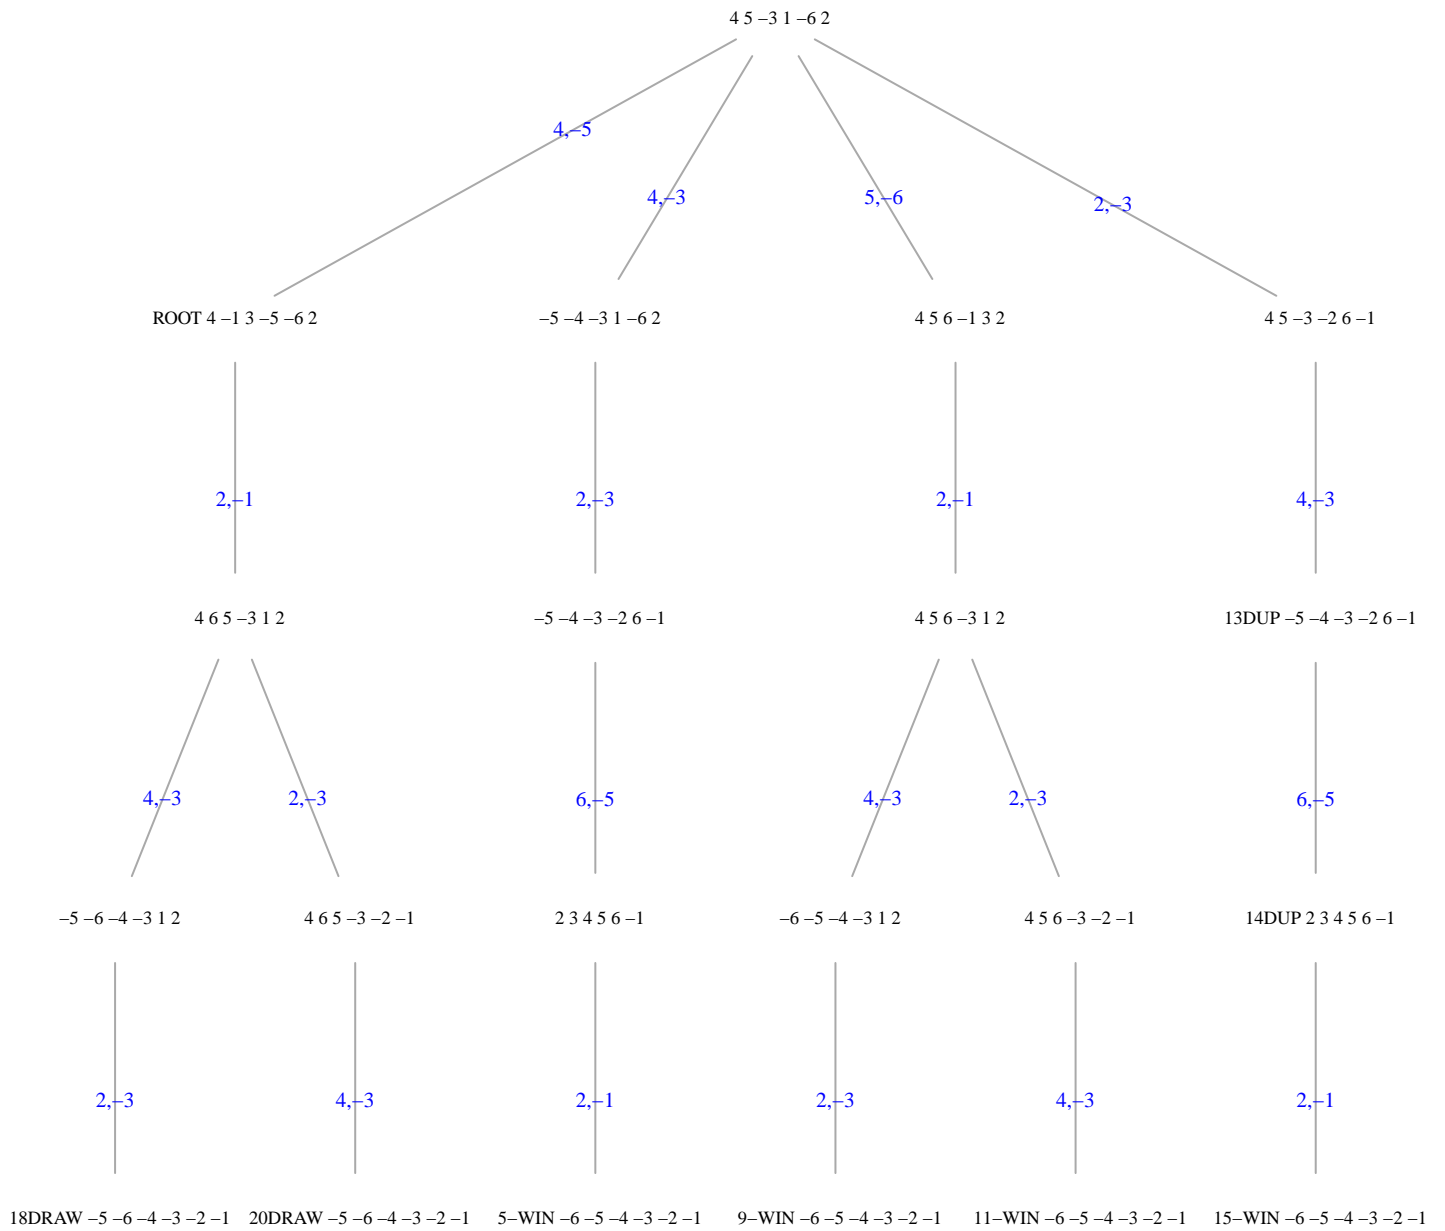 4 5 –3 1 –6 2
4,–5
4,–3
5,–6
2,–3
ROOT 4 –1 3 –5 –6 2
–5 –4 –3 1 –6 2
4 5 6 –1 3 2
4 5 –3 –2 6 –1
2,–1
2,–3
2,–1
4,–3
4 6 5 –3 1 2
–5 –4 –3 –2 6 –1
4 5 6 –3 1 2
13DUP –5 –4 –3 –2 6 –1
4,–3
2,–3
6,–5
4,–3
2,–3
6,–5
–5 –6 –4 –3 1 2
4 6 5 –3 –2 –1
2 3 4 5 6 –1
–6 –5 –4 –3 1 2
4 5 6 –3 –2 –1
14DUP 2 3 4 5 6 –1
2,–3
4,–3
2,–1
2,–3
4,–3
2,–1
18DRAW –5 –6 –4 –3 –2 –1
20DRAW –5 –6 –4 –3 –2 –1
5–WIN –6 –5 –4 –3 –2 –1
9–WIN –6 –5 –4 –3 –2 –1
11–WIN –6 –5 –4 –3 –2 –1
15–WIN –6 –5 –4 –3 –2 –1